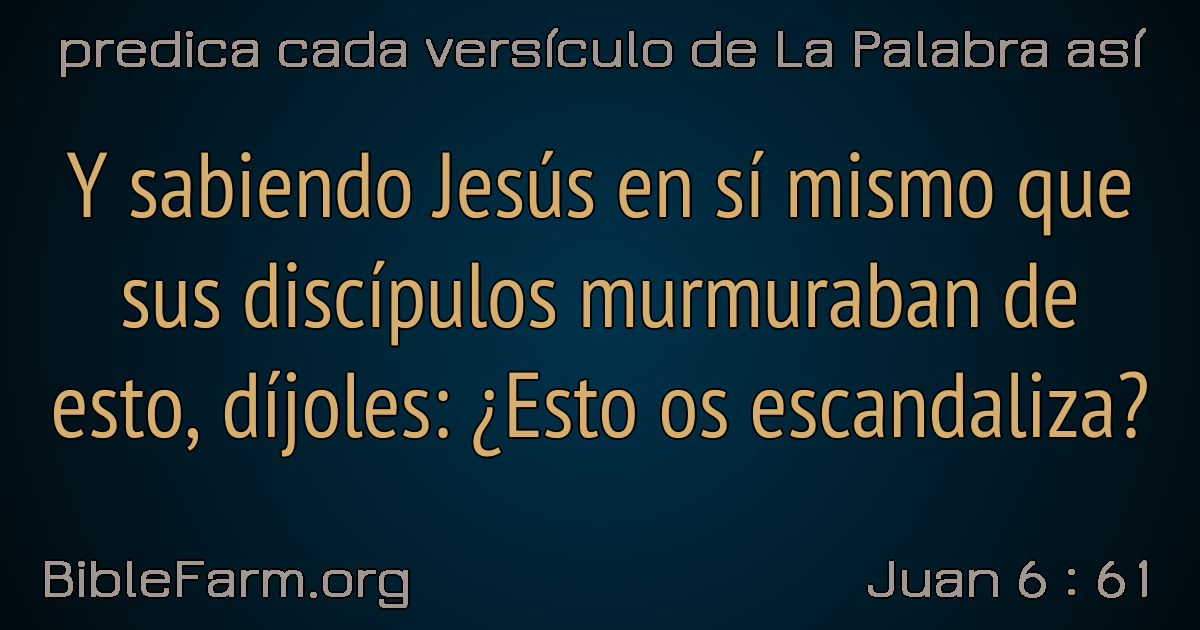 predica cada versículo de La Palabra así
Y sabiendo Jesús en sí mismo que
sus discípulos murmuraban de
esto, díjoles: ¿Esto os escandaliza?
BibleFarm.org
Juan 6 : 61